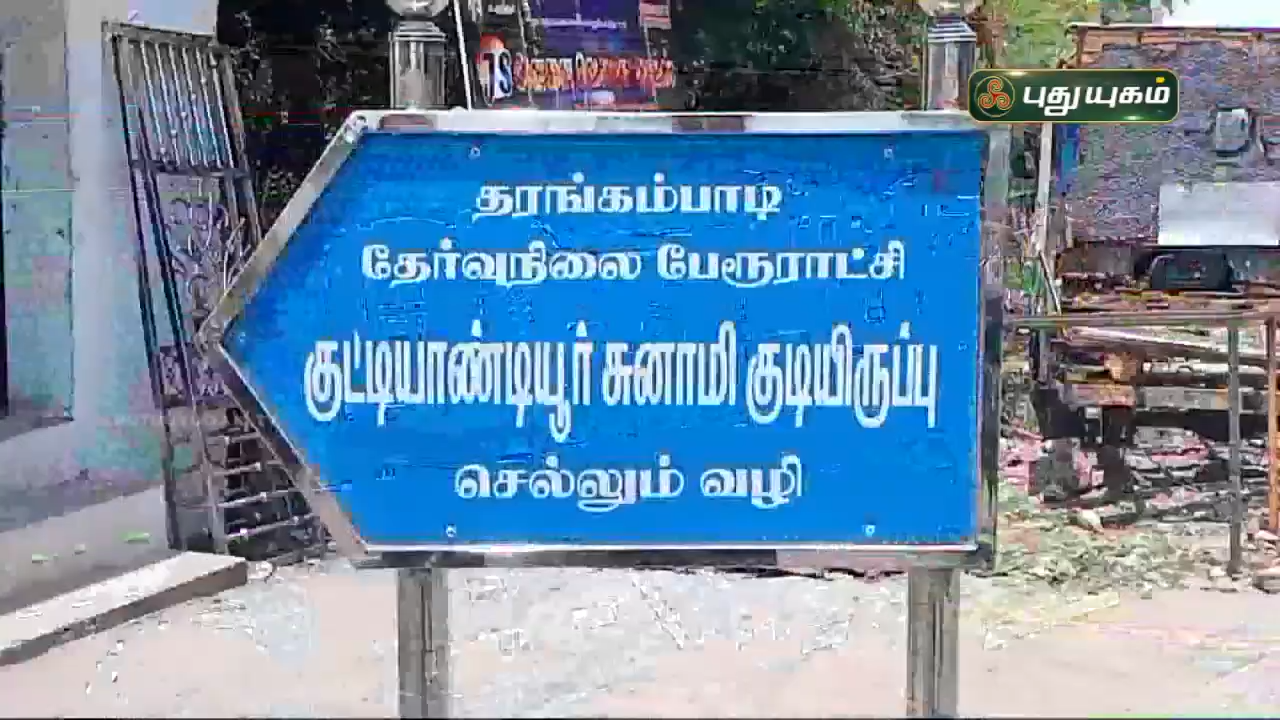 புதுயுகம்
தரங்கம்பாடி
தேர்வுநிலை பேரூராட்சி
குட்டியாண்டியூர் சுனாமி குடியிருப்பு
செல்லும் வழி